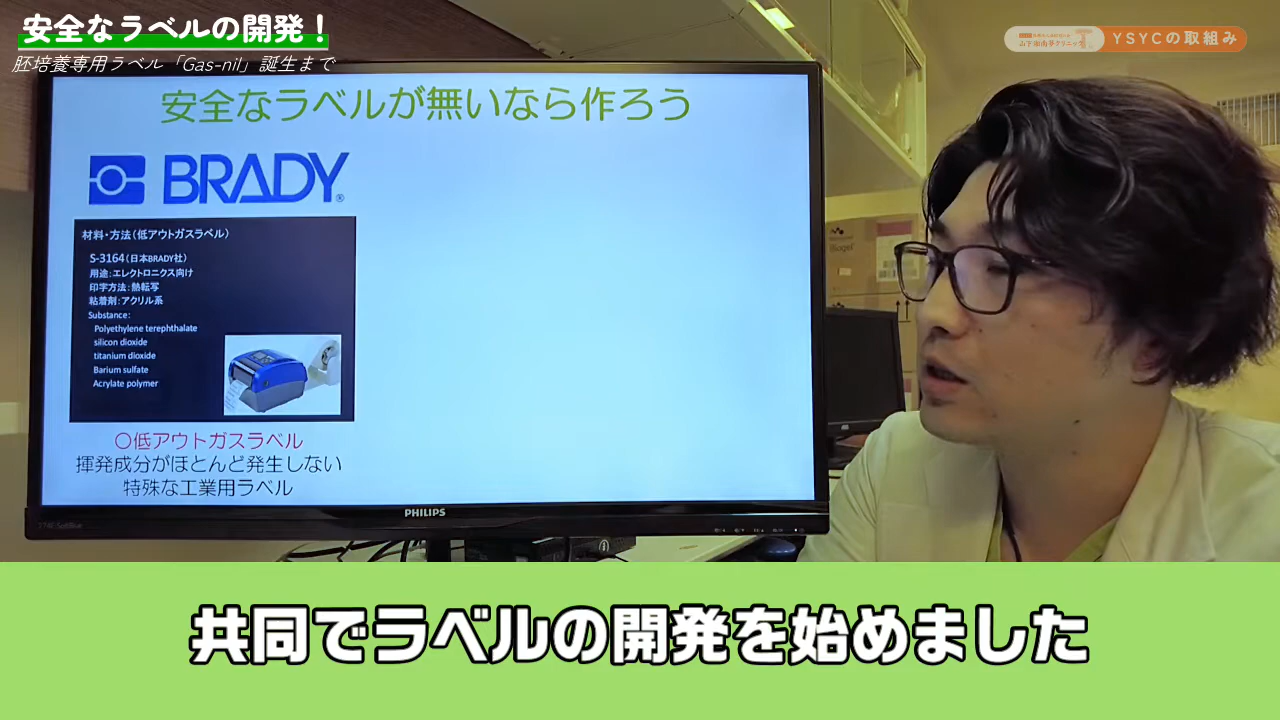 安全なラベルの開発！
胚培養専用ラベル「Gas-nil」誕生まで
YSYCの取組み
安全なラベルが無いなら作ろう
BRADY®
材料・方法（低アウトガスラベル）
S-3164（日本BRADY社）
用途：エレクトロニクス向け
印字方法：熱転写
粘着剤：アクリル系
Substance：
Polyethylene terephthalate
silicon dioxide
titanium dioxide
Barium sulfate
Acrylate polymer
〇低アウトガスラベル
揮発成分がほとんど発生しない
特殊な工業用ラベル
PHILIPS
Biogel
共同でラベルの開発を始めました